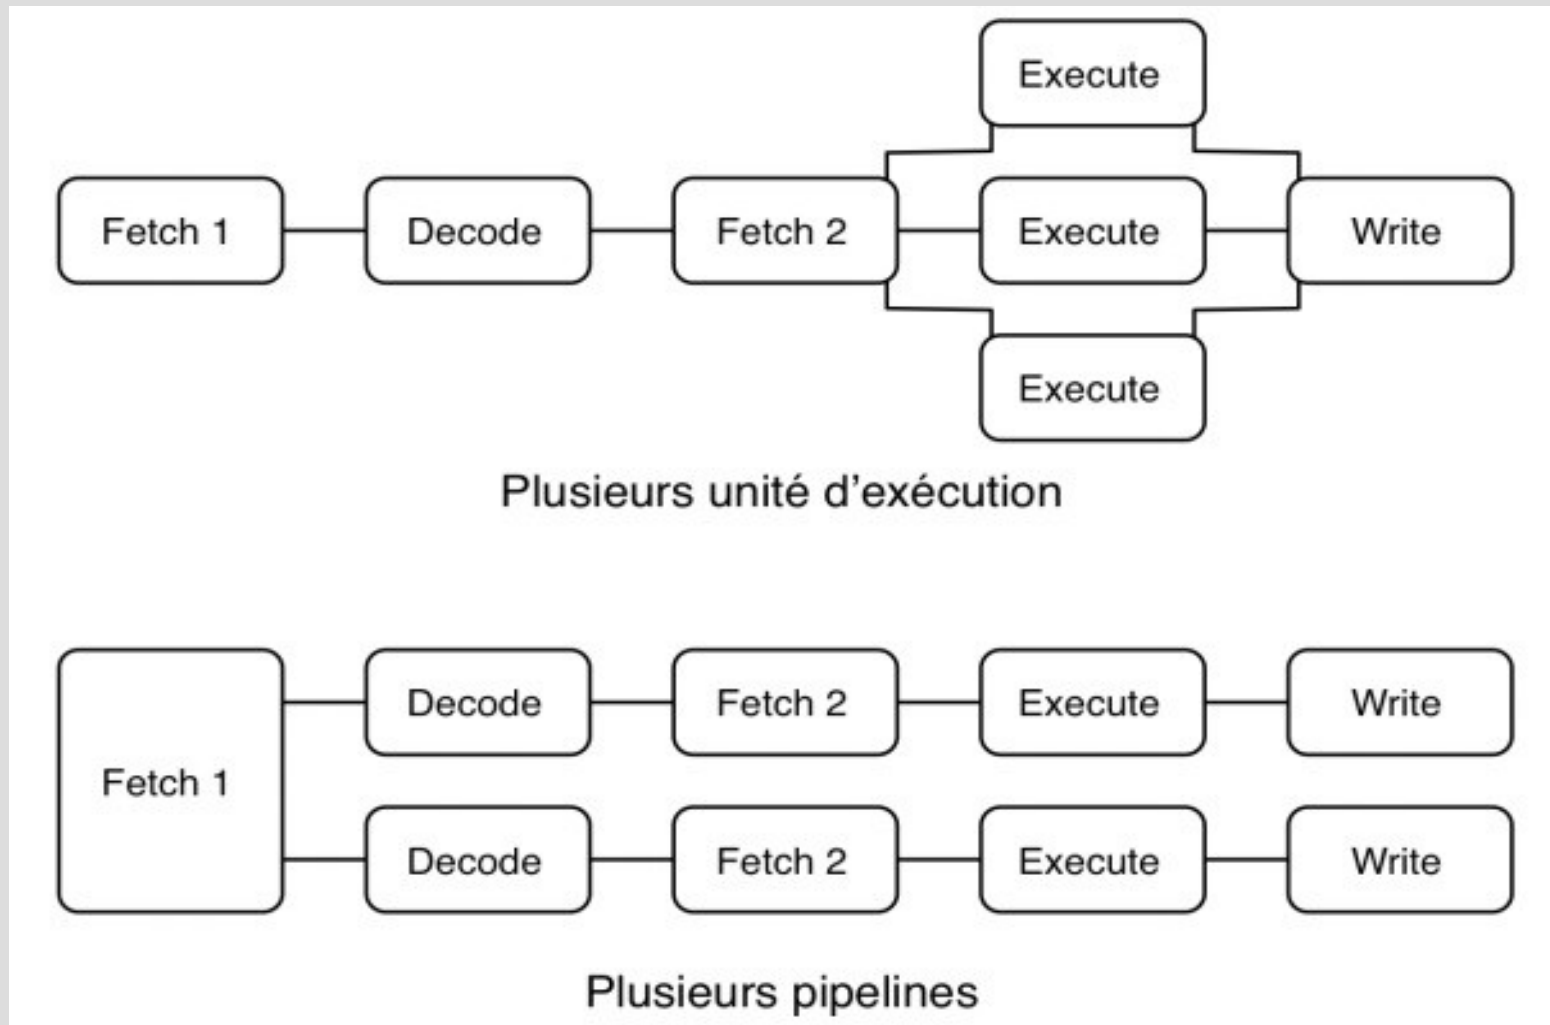 Execute
Fetch 1 Decode Fetch 2 Execute Write
Execute
Plusieurs unité d'exécution
Decode Fetch 2 Execute Write
Fetch 1
Decode Fetch 2 Execute Write
Plusieurs pipelines